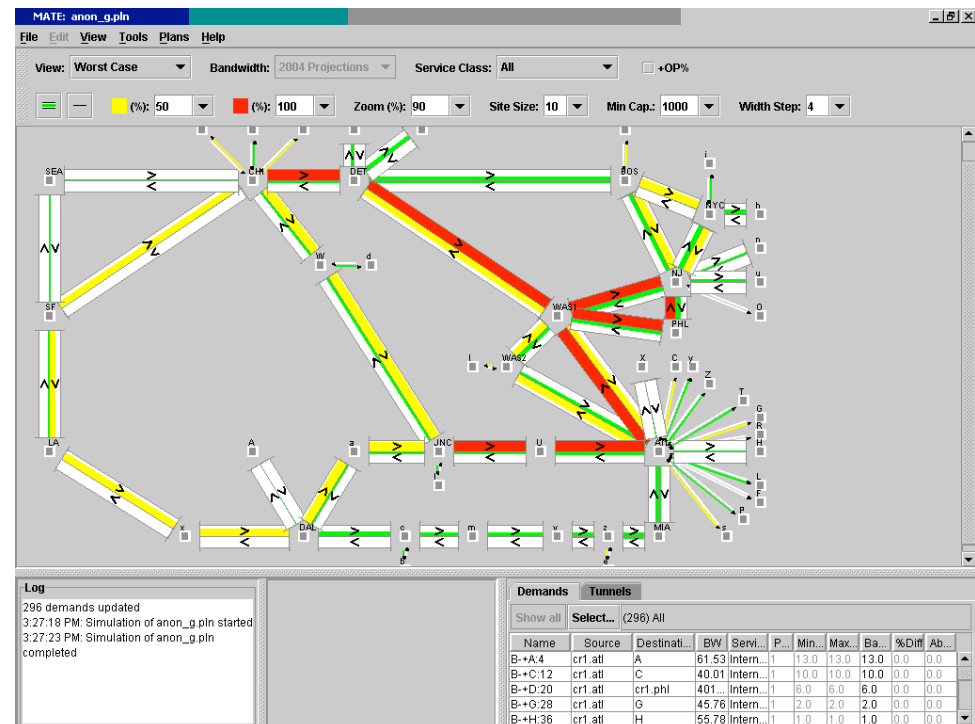 MATE: anon_g.pln
File Edit View Tools Plans Help
View: Worst Case Bandwidth: 2004 Projections Service Class: All +OP%
(%): 50 (%): 100 Zoom (%): 90 Site Size: 10 Min Cap.: 1000 Width Step: 4
SEA CHI DET BOS i
NYC h
W d n
NJ u
SF WAS1 O
PHL
I WAS2 X C y
Z
T
G
R
LA A a JNC U H
L
F
P
x DAL c m v z MIA s
Log
296 demands updated
3:27:18 PM: Simulation of anon_g.pln started
3:27:23 PM: Simulation of anon_g.pln
completed
Demands Tunnels
Show all Select... (296) All
Name Source Destinati... BW Servi... P... Min... Max... Ba... %Diff Ab...
B-+A:4 cr1.atl A 61.53 Intern... 1 13.0 13.0 13.0 0.0 0.0
B-+C:12 cr1.atl C 40.01 Intern... 1 10.0 10.0 10.0 0.0 0.0
B-+D:20 cr1.atl cr1.phl 401... Intern... 1 6.0 6.0 6.0 0.0 0.0
B-+G:28 cr1.atl G 45.76 Intern... 1 2.0 2.0 2.0 0.0 0.0
B-+H:36 cr1.atl H 55.78 Intern... 1 1.0 1.0 1.0 0.0 0.0